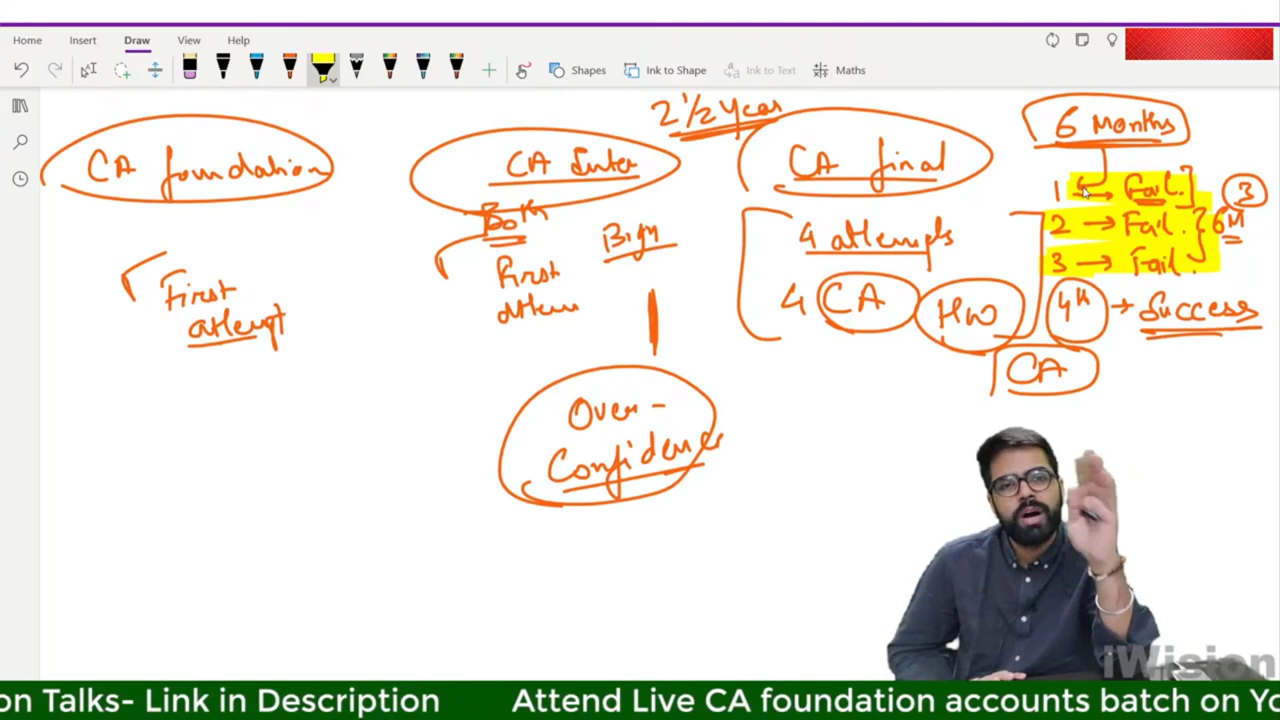 Home Insert Draw View Help
Shapes Ink to Shape Ink to Text Maths
CA foundation
First
attempt
CA Inter
Both
First
Attem
2 1/2 Year
Over-
Confidence
CA final
4 attempts
4 CA
6 Months
1 → Fail.] 3
2 → Fail. } 6M
3 → Fail.
4th → Success
CA
iWision
on Talks- Link in Description Attend Live CA foundation accounts batch on Yo